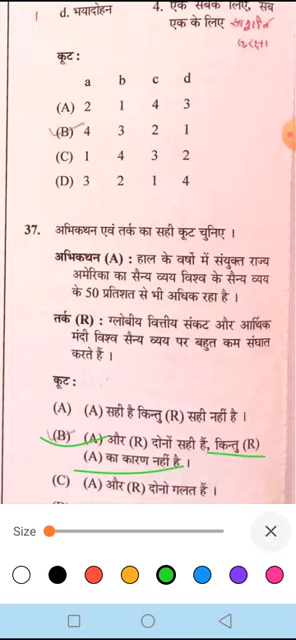 d. भयादोहन
4. एक सबके लिए, सब
एक के लिए
कूट :
a b c d
(A) 2 1 4 3
(B) 4 3 2 1
(C) 1 4 3 2
(D) 3 2 1 4
37. अभिकथन एवं तर्क का सही कूट चुनिए ।
अभिकथन (A) : हाल के वर्षो में संयुक्त राज्य
अमेरिका का सैन्य व्यय विश्व के सैन्य व्यय
के 50 प्रतिशत से भी अधिक रहा है ।
तर्क (R) : ग्लोबीय वित्तीय संकट और आर्थिक
मंदी विश्व सैन्य व्यय पर बहुत कम संघात
करते हैं ।
कूट :
(A) (A) सही है किन्तु (R) सही नहीं है ।
(B) (A) और (R) दोनों सही हैं, किन्तु (R)
(A) का कारण नहीं है ।
(C) (A) और (R) दोनो गलत हैं ।
Size